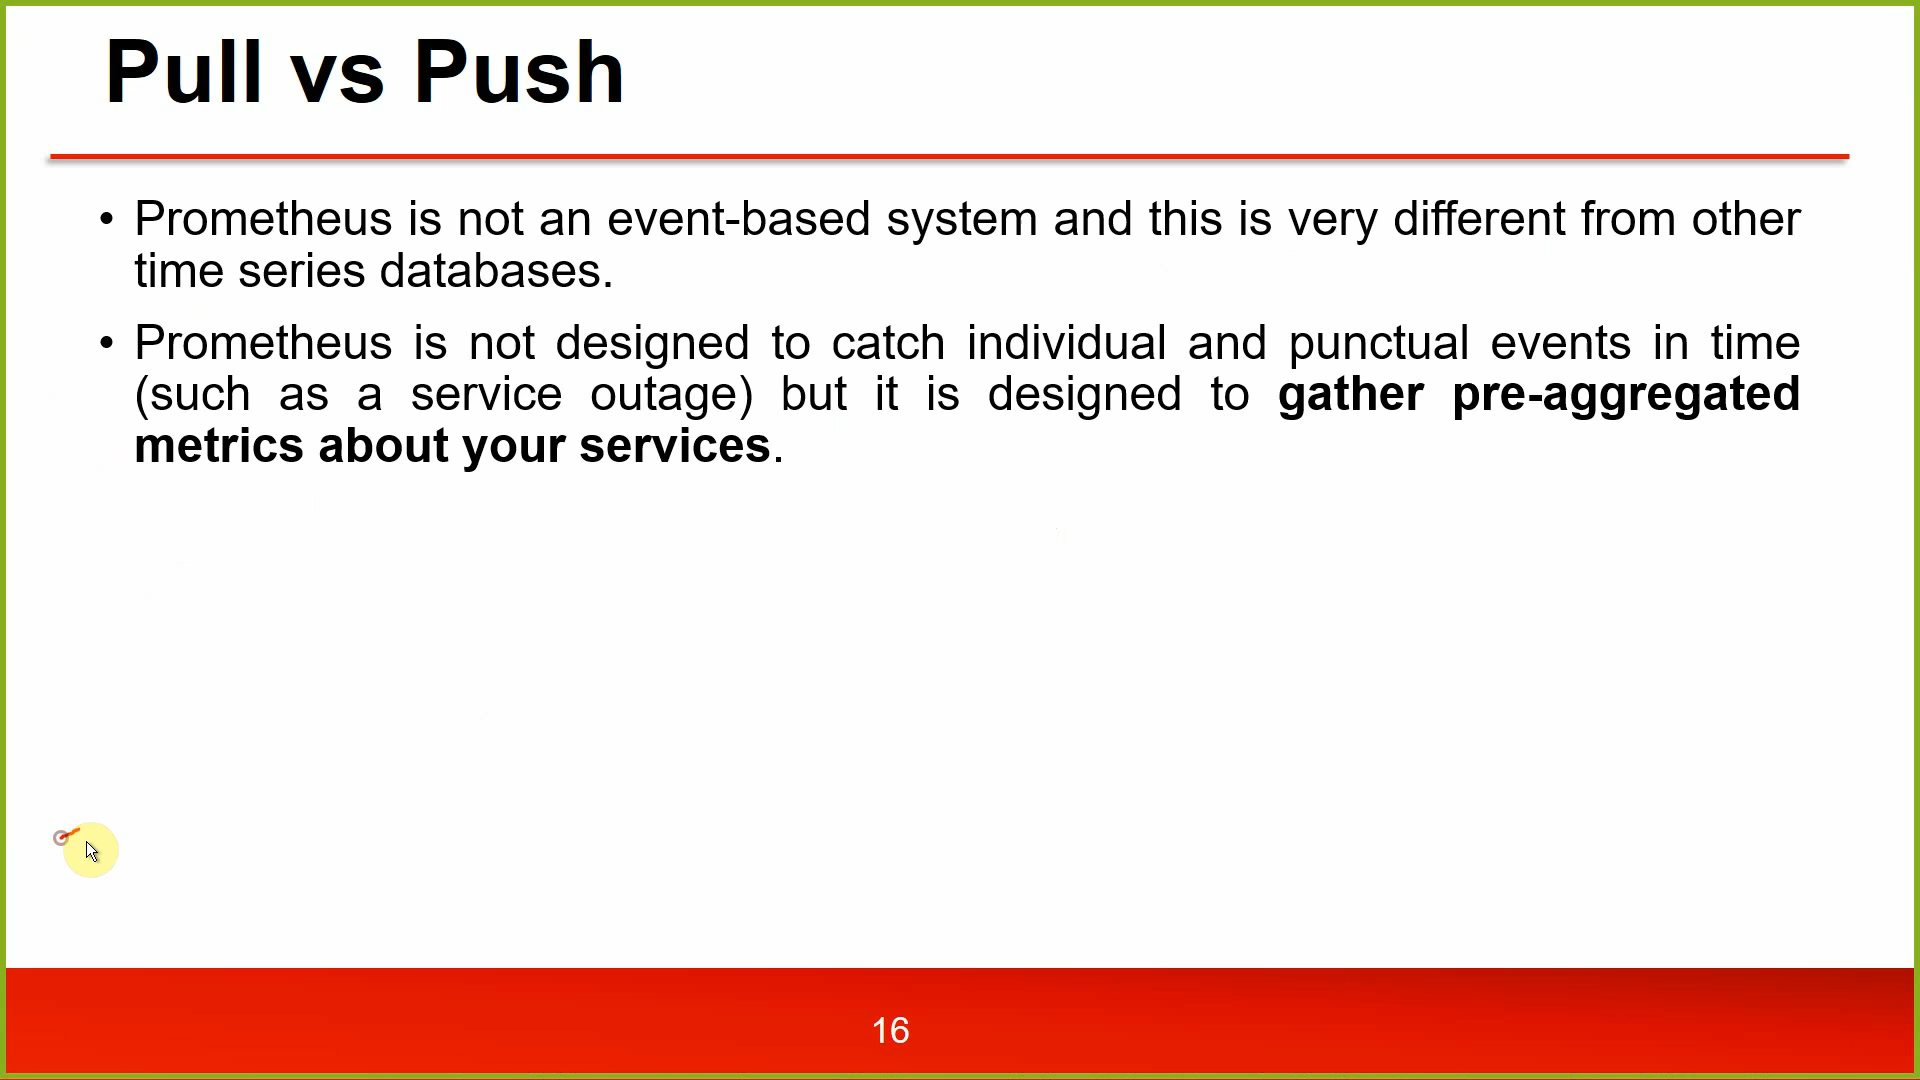 Pull vs Push
• Prometheus is not an event-based system and this is very different from other
time series databases.
• Prometheus is not designed to catch individual and punctual events in time
(such as a service outage) but it is designed to gather pre-aggregated
metrics about your services.
16